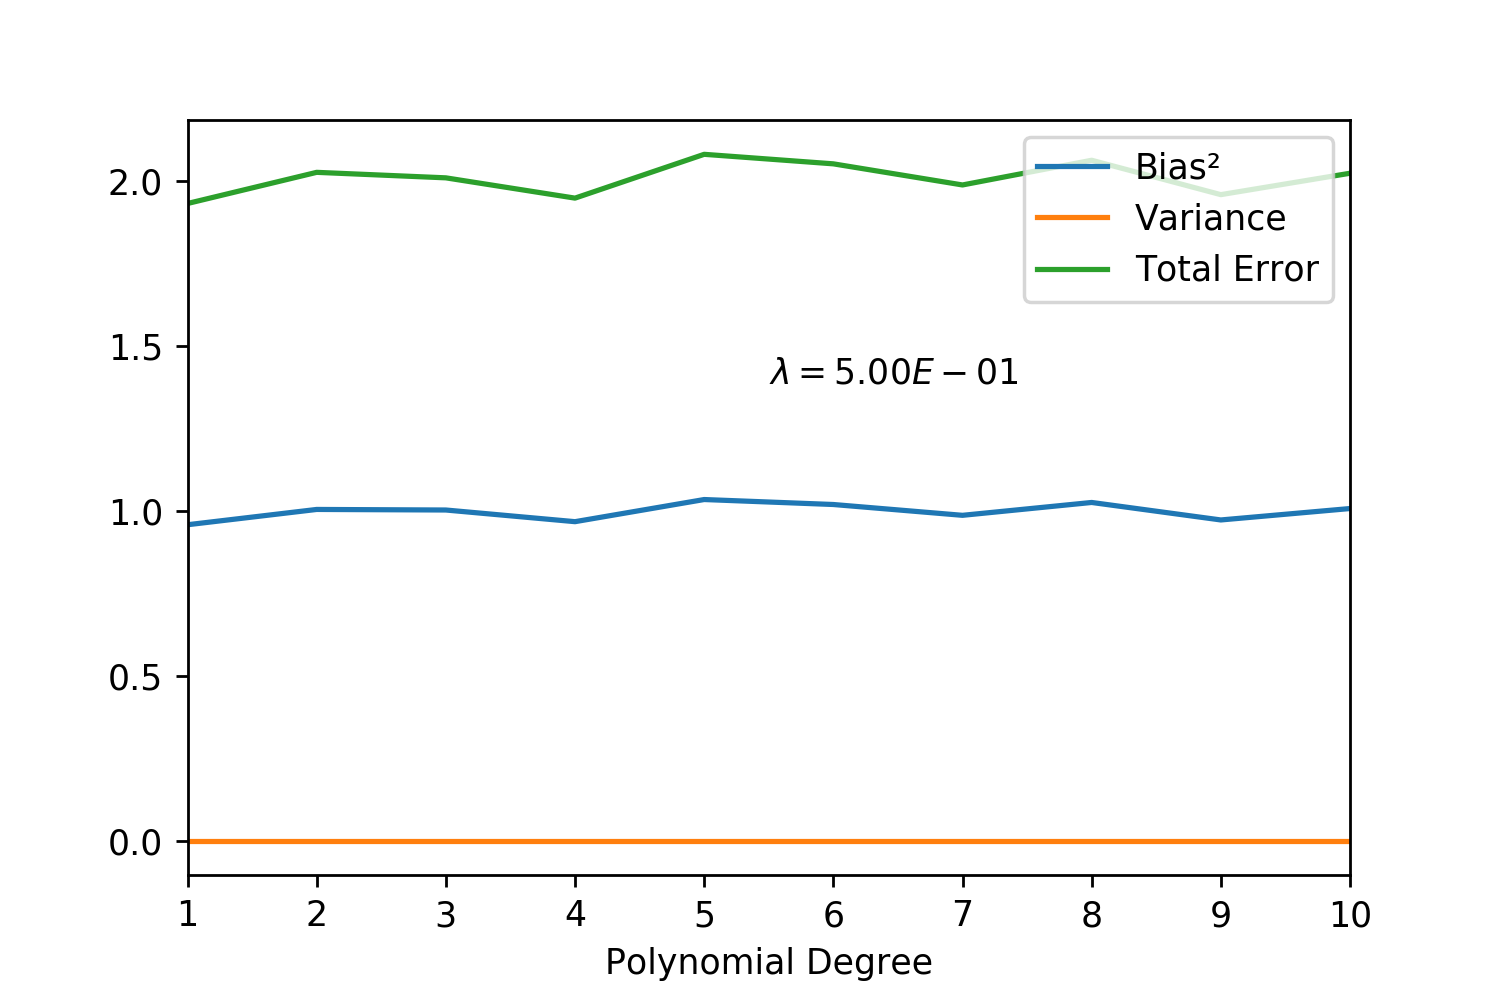 2.0
1.5
1.0
0.5
0.0
Bias²
Variance
Total Error
λ = 5.00E − 01
1 2 3 4 5 6 7 8 9 10
Polynomial Degree